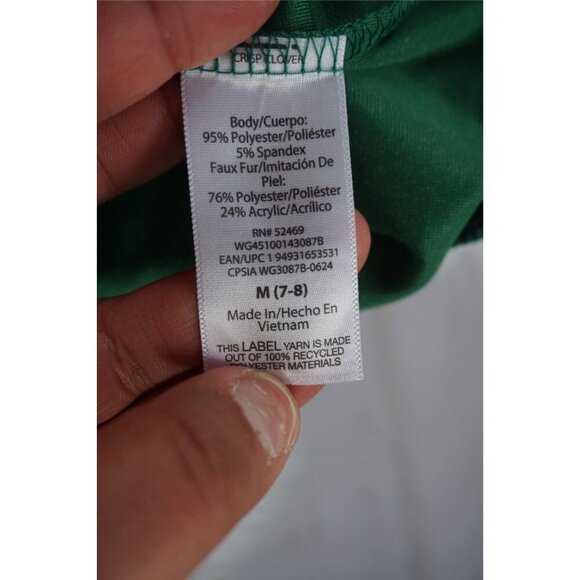 CRISP CLOVER
Body/Cuerpo:
95% Polyester/Poliéster
5% Spandex
Faux Fur/Imitación De
Piel:
76% Polyester/Poliéster
24% Acrylic/Acrílico
RN# 52469
WG45100143087B
EAN/UPC 1 94931653531
CPSIA WG3087B-0624
M (7-8)
Made In/Hecho En
Vietnam
THIS LABEL YARN IS MADE
OUT OF 100% RECYCLED
POLYESTER MATERIALS